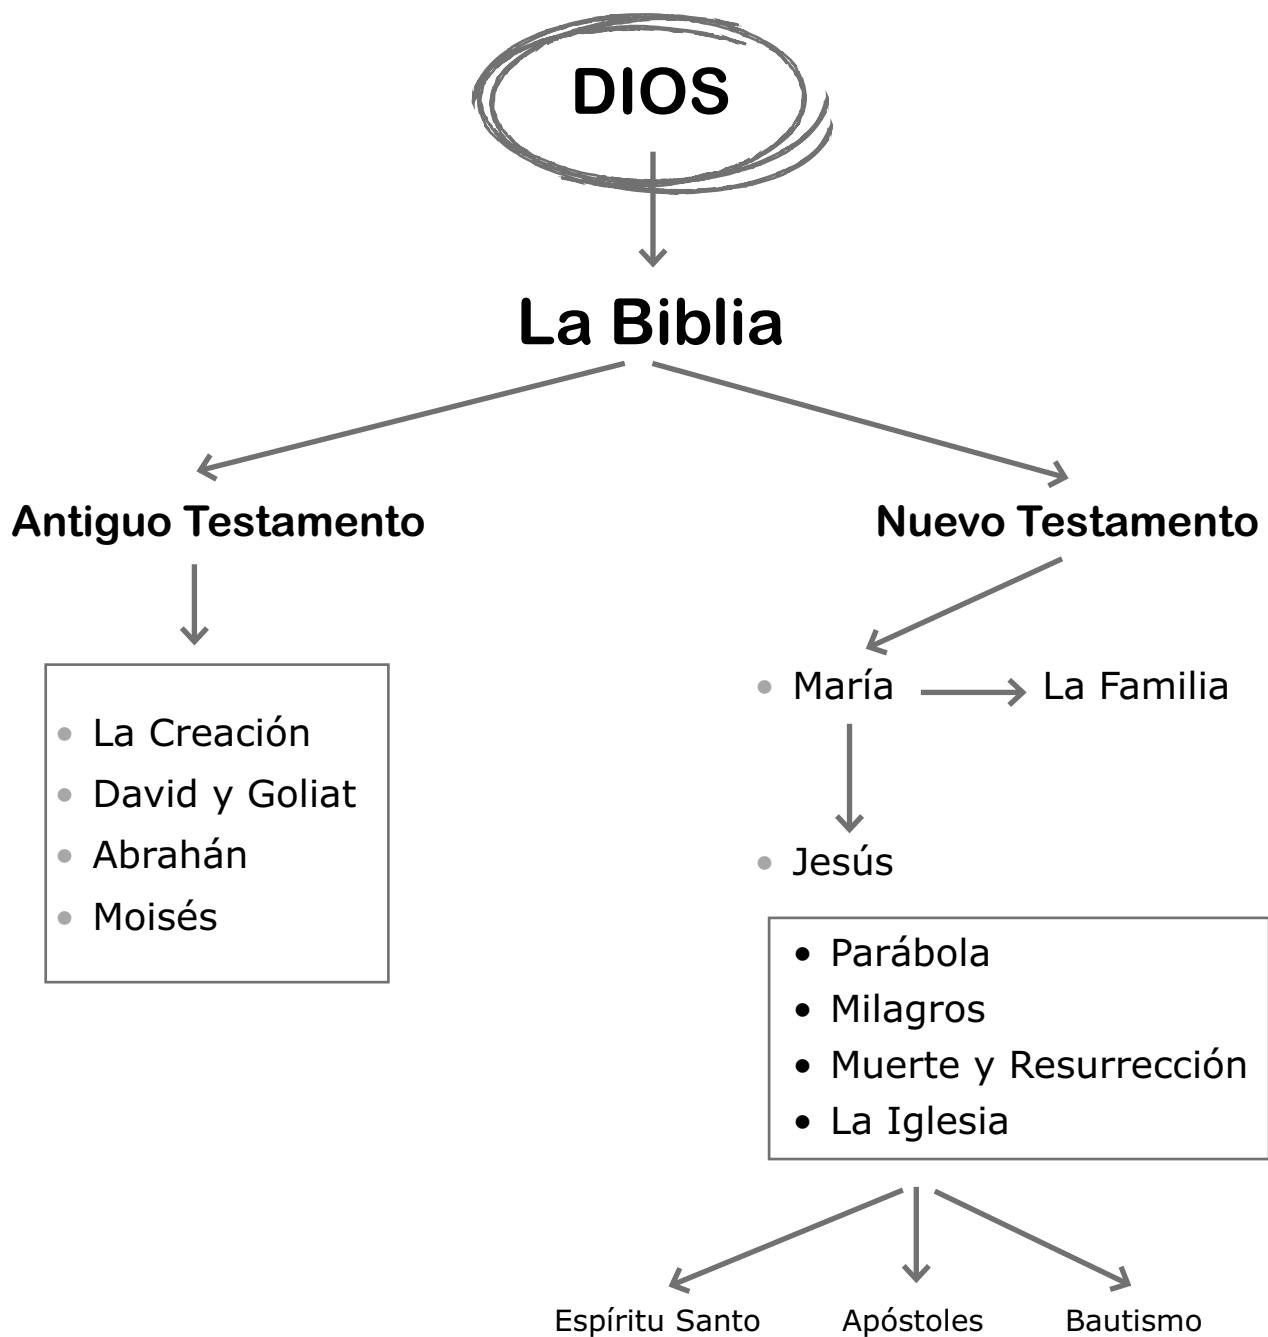 DIOS
La Biblia
Antiguo Testamento
Nuevo Testamento
La Creación
David y Goliat
Abrahán
Moisés
María
La Familia
Jesús
Parábola
Milagros
Muerte y Resurrección
La Iglesia
Espíritu Santo
Apóstoles
Bautismo